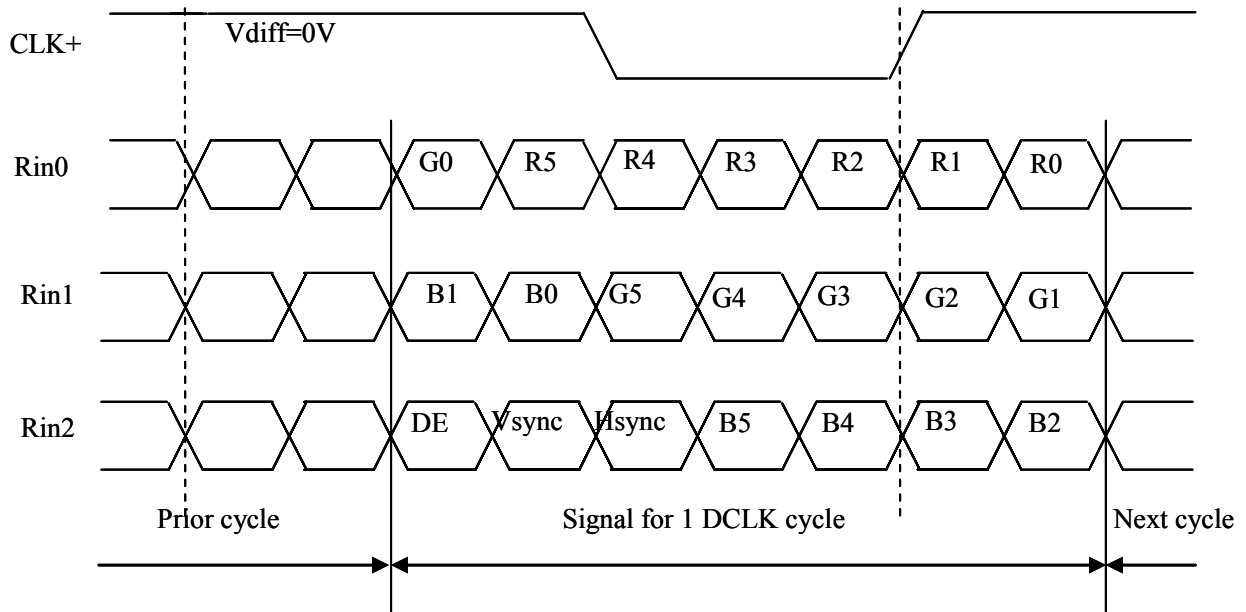 CLK+ Vdiff=0V
Rin0 G0 R5 R4 R3 R2 R1 R0
Rin1 B1 B0 G5 G4 G3 G2 G1
Rin2 DE Vsync Hsync B5 B4 B3 B2
Prior cycle Signal for 1 DCLK cycle Next cycle